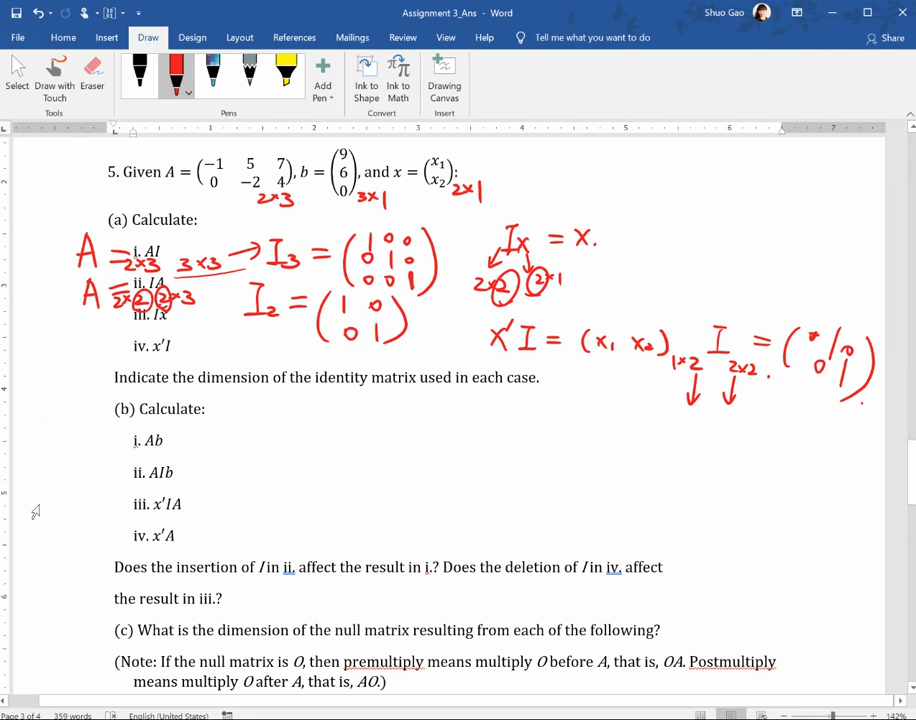 Assignment 3_Ans - Word
Shuo Gao
File Home Insert Draw Design Layout References Mailings Review View Help Tell me what you want to do. Share
Select Draw with Touch Eraser Add Pen Ink to Shape Ink to Math Drawing Canvas
Tools Pens Convert Insert
1 2 3 4 5 6 7
5. Given A = (−1 5 7
0 −2 4), b = (9
6
0), and x = (x₁
x₂):
2×3 3×1 2×1
(a) Calculate:
i. AI
A = 2×3 3×3 → I₃ = (1 0 0
0 1 0
0 0 1)
Ix = x.
2×2 2×1
ii. IA
A = 2×2 2×3 I₂ = (1 0
0 1)
iii. Ix
iv. x′I
x′I = (x₁ x₂) 1×2 I 2×2 =
Indicate the dimension of the identity matrix used in each case.
(b) Calculate:
i. Ab
ii. AIb
iii. x′IA
iv. x′A
Does the insertion of I in ii. affect the result in i.? Does the deletion of I in iv. affect
the result in iii.?
(c) What is the dimension of the null matrix resulting from each of the following?
(Note: If the null matrix is O, then premultiply means multiply O before A, that is, OA. Postmultiply
means multiply O after A, that is, AO.)
Page 3 of 4 359 words English (United States) 142%